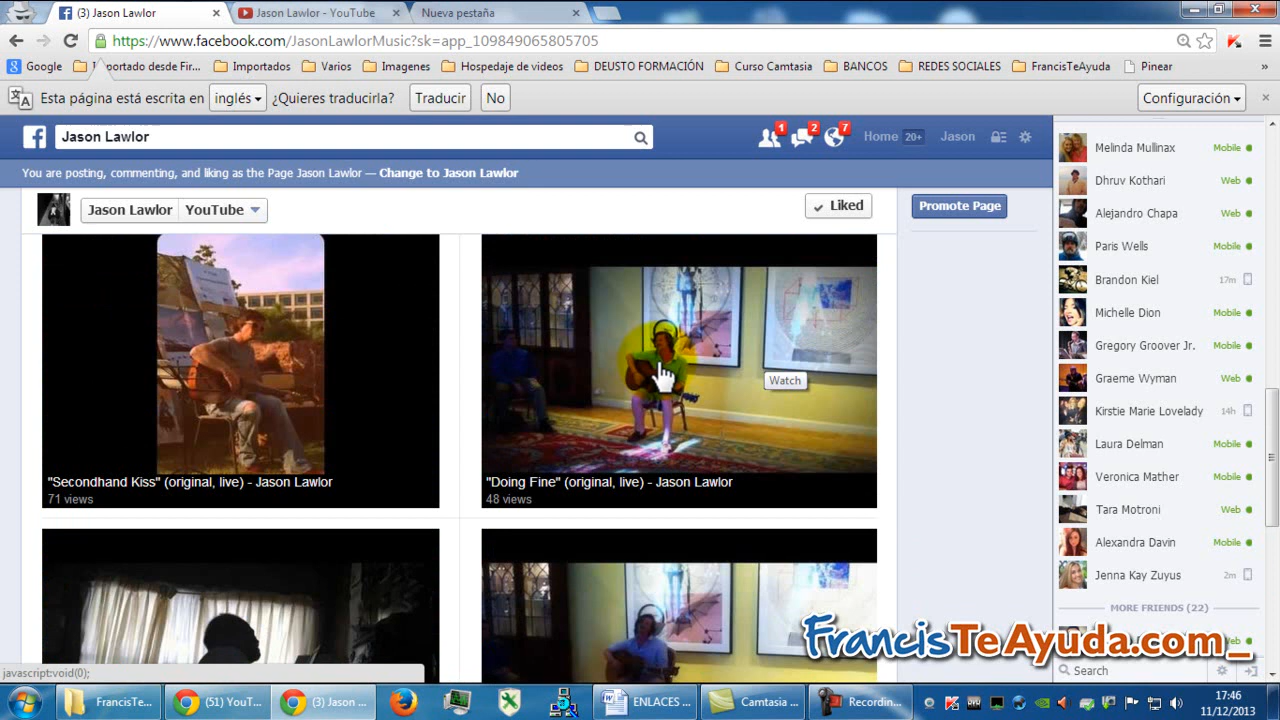 (3) Jason Lawlor
Jason Lawlor - YouTube
Nueva pestaña
https://www.facebook.com/JasonLawlorMusic?sk=app_109849065805705
Google
portado desde Fir...
Importados
Varios
Imagenes
Hospedaje de videos
DEUSTO FORMACIÓN
Curso Camtasia
BANCOS
REDES SOCIALES
FrancisTeAyuda
Pinear
»
Esta página está escrita en inglés ¿Quieres traducirla? Traducir No Configuración
Jason Lawlor
1 2 7
Home 20+ Jason
You are posting, commenting, and liking as the Page Jason Lawlor — Change to Jason Lawlor
Jason Lawlor YouTube
Liked
Promote Page
Watch
"Secondhand Kiss" (original, live) - Jason Lawlor
71 views
"Doing Fine" (original, live) - Jason Lawlor
48 views
Melinda Mullinax Mobile
Dhruv Kothari Web
Alejandro Chapa Web
Paris Wells Mobile
Brandon Kiel 17m
Michelle Dion Mobile
Gregory Groover Jr. Mobile
Graeme Wyman Web
Kirstie Marie Lovelady 14h
Laura Delman Mobile
Veronica Mather Mobile
Tara Motroni Web
Alexandra Davin Mobile
Jenna Kay Zuyus 2m
MORE FRIENDS (22)
Web
Search
FrancisTeAyuda.com_
javascript:void(0);
FrancisTe...
(51) YouT...
(3) Jason ...
ENLACES ...
Camtasia ...
Recordin...
17:46
11/12/2013